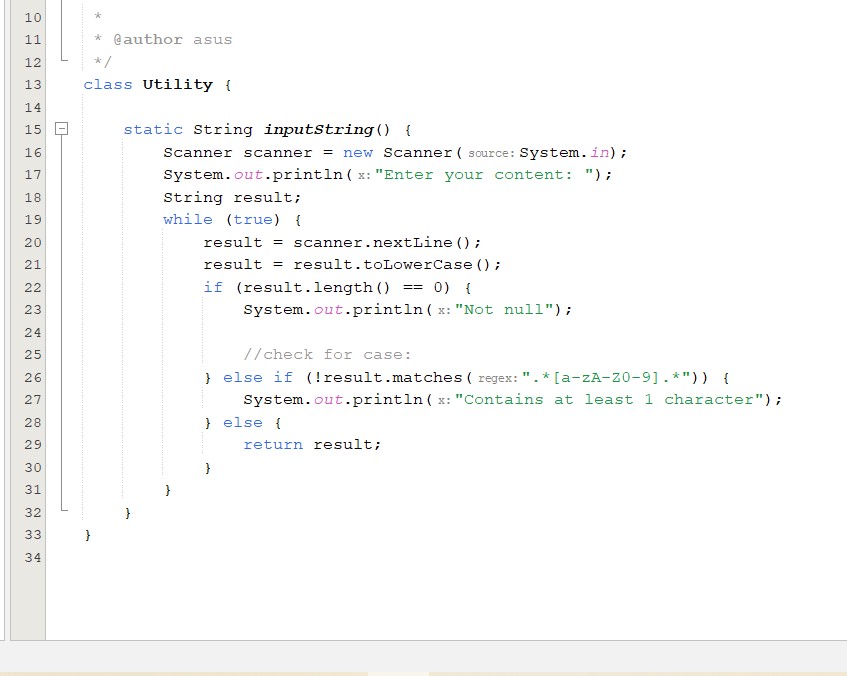 10 *
11 * @author asus
12 */
13 class Utility {
14
15 static String inputString() {
16 Scanner scanner = new Scanner( source: System.in);
17 System.out.println( x: "Enter your content: ");
18 String result;
19 while (true) {
20 result = scanner.nextLine();
21 result = result.toLowerCase();
22 if (result.length() == 0) {
23 System.out.println( x: "Not null");
24
25 //check for case:
26 } else if (!result.matches( regex: ".*[a-zA-Z0-9].*")) {
27 System.out.println( x: "Contains at least 1 character");
28 } else {
29 return result;
30 }
31 }
32 }
33 }
34